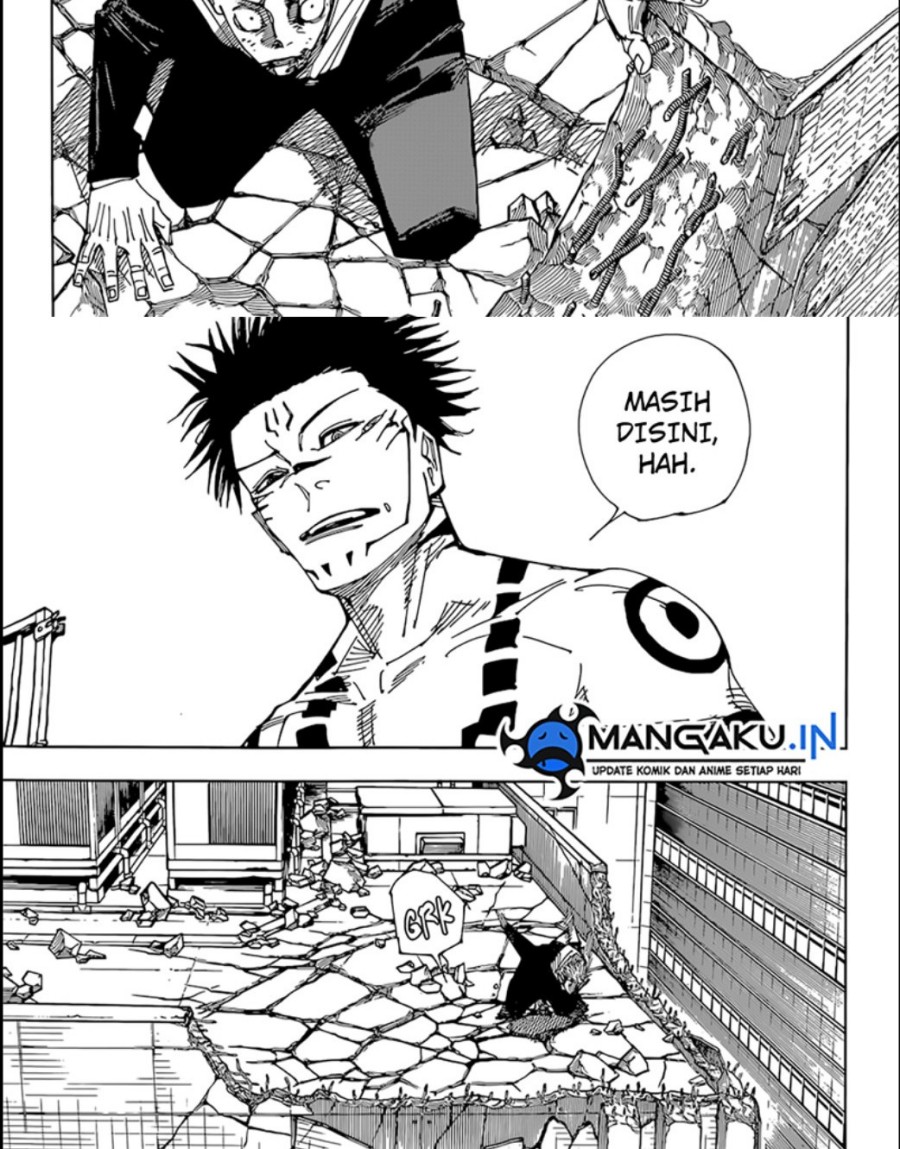 MASIH
DISINI,
HAH.
MANGAKU.IN
UPDATE KOMIK DAN ANIME SETIAP HARI
GRK